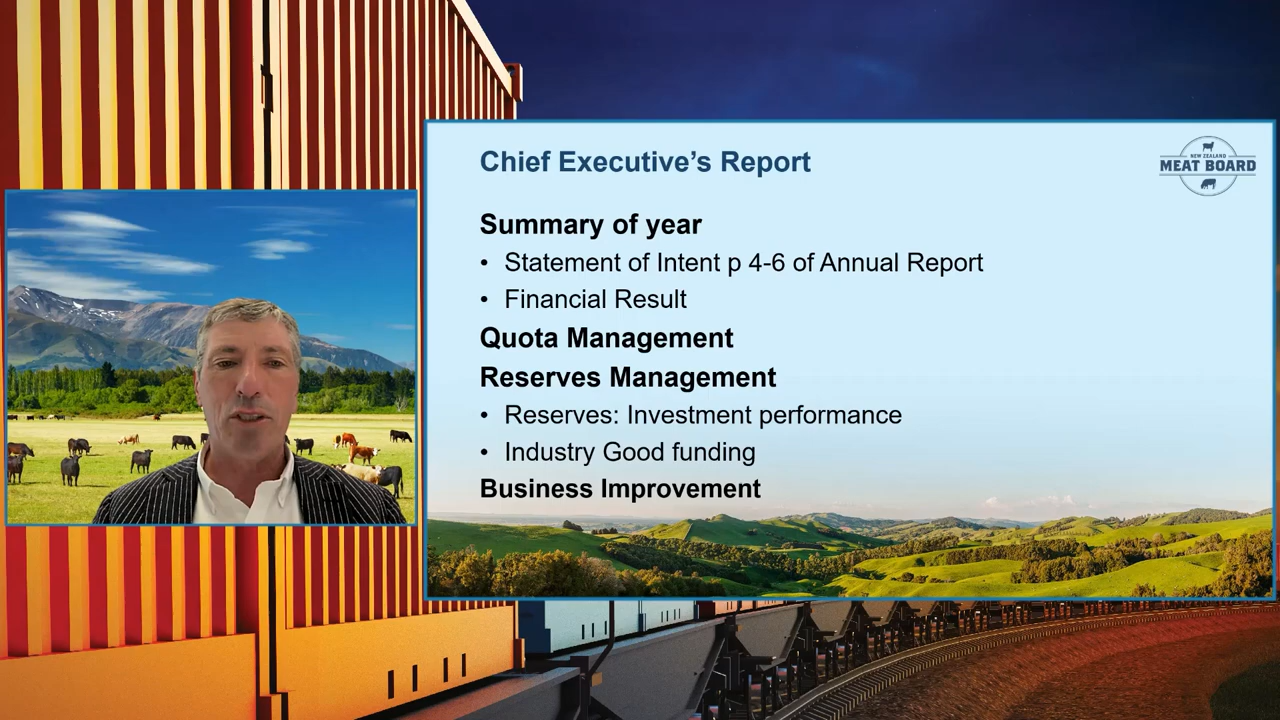 Chief Executive’s Report
NEW ZEALAND
MEAT BOARD
Summary of year
• Statement of Intent p 4-6 of Annual Report
• Financial Result
Quota Management
Reserves Management
• Reserves: Investment performance
• Industry Good funding
Business Improvement